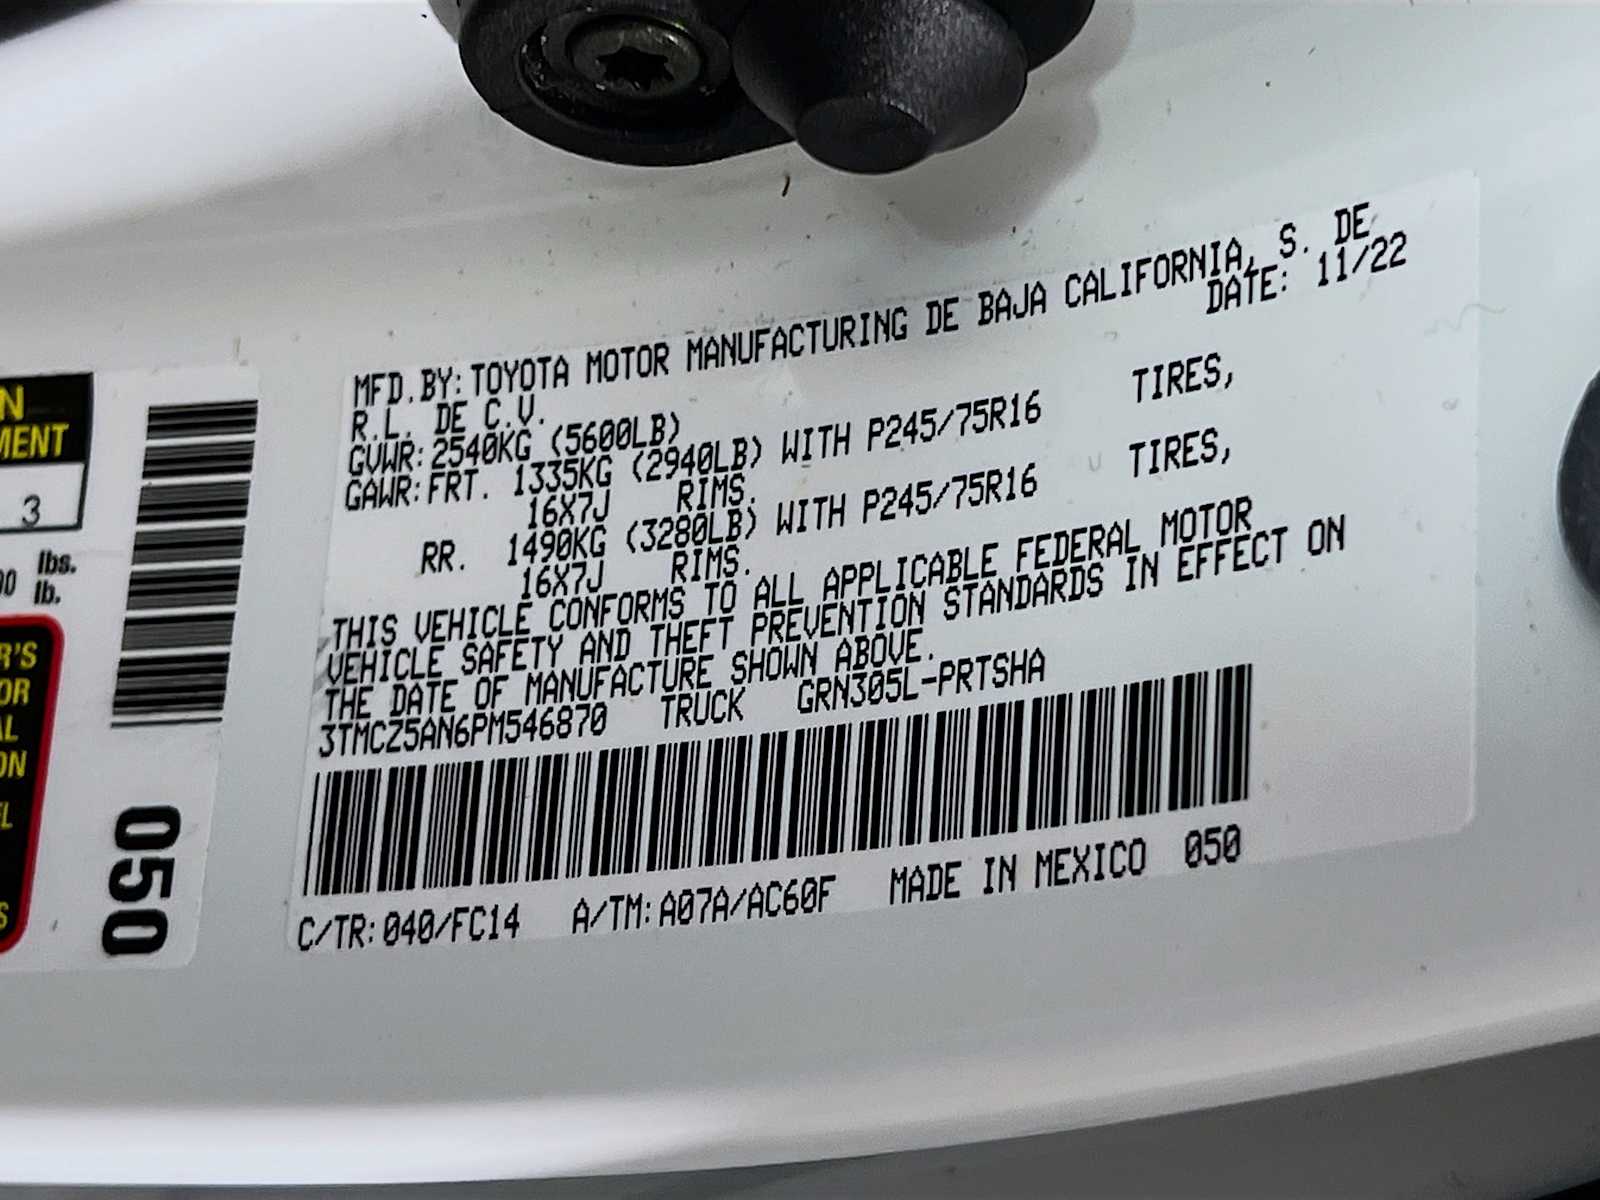 MFD.BY:TOYOTA MOTOR MANUFACTURING DE BAJA CALIFORNIA, S. DE
R.L. DE C.V. DATE: 11/22
GVWR:2540KG (5600LB)
GAWR:FRT. 1335KG (2940LB) WITH P245/75R16 TIRES,
16X7J RIMS.
RR. 1490KG (3280LB) WITH P245/75R16 TIRES,
16X7J RIMS.
THIS VEHICLE CONFORMS TO ALL APPLICABLE FEDERAL MOTOR
VEHICLE SAFETY AND THEFT PREVENTION STANDARDS IN EFFECT ON
THE DATE OF MANUFACTURE SHOWN ABOVE.
3TMCZ5AN6PM546870 TRUCK GRN305L-PRTSHA
C/TR:040/FC14 A/TM:A07A/AC60F MADE IN MEXICO 050
050
3
lbs.
lb.